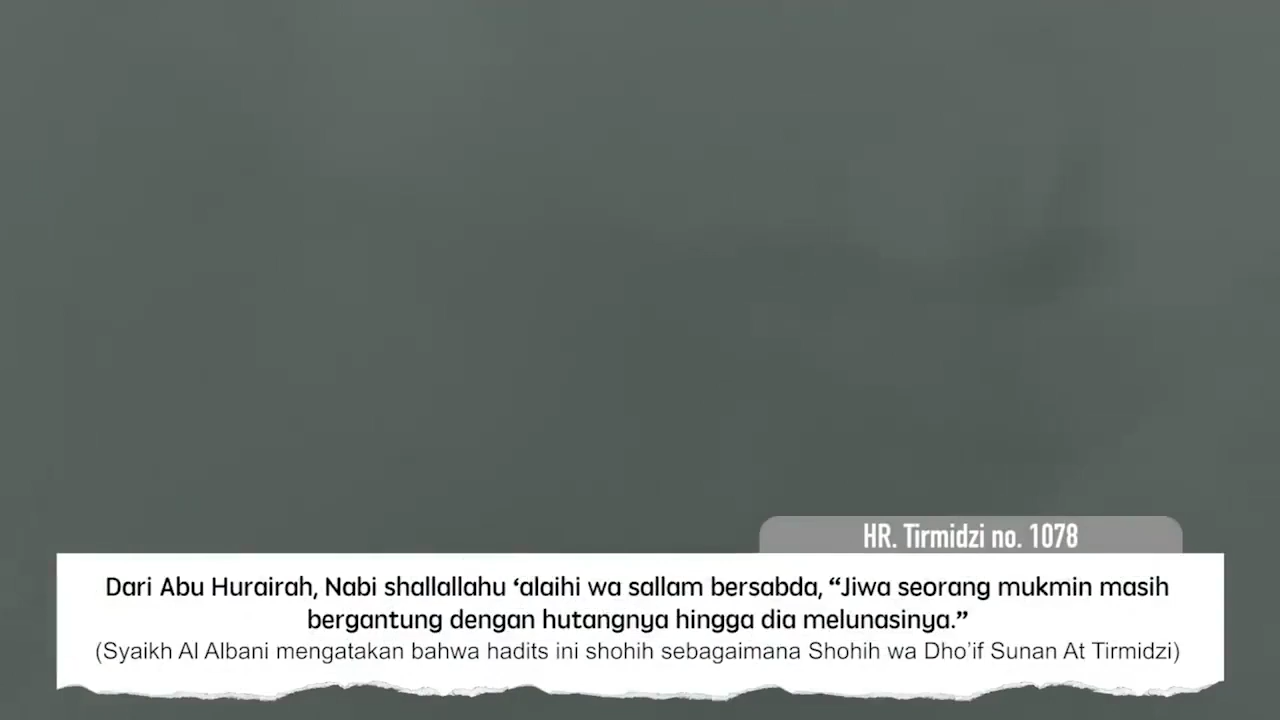 HR. Tirmidzi no. 1078
Dari Abu Hurairah, Nabi shallallahu ‘alaihi wa sallam bersabda, “Jiwa seorang mukmin masih
bergantung dengan hutangnya hingga dia melunasinya.”
(Syaikh Al Albani mengatakan bahwa hadits ini shohih sebagaimana Shohih wa Dho’if Sunan At Tirmidzi)